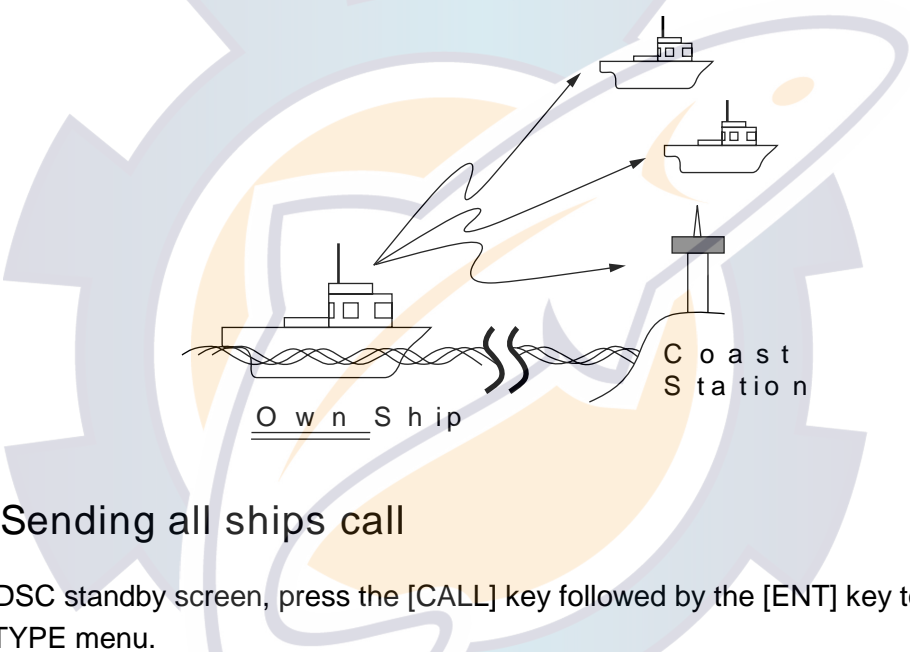 Coast
Station
Own Ship
Sending all ships call
DSC standby screen, press the [CALL] key followed by the [ENT] key to
TYPE menu.